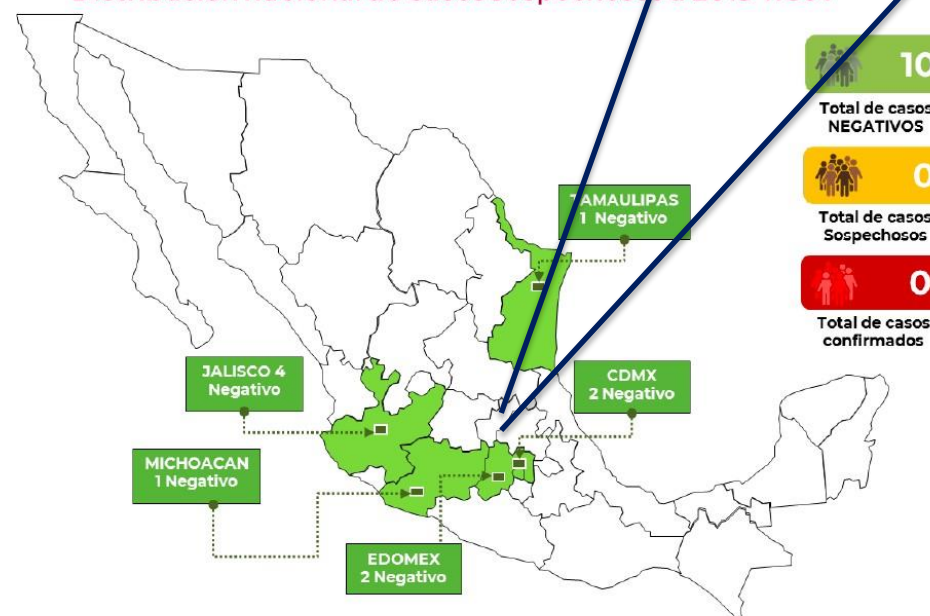 10
Total de casos
NEGATIVOS
0
Total de casos
Sospechosos
0
Total de casos
confirmados
TAMAULIPAS
1 Negativo
JALISCO 4
Negativo
CDMX
2 Negativo
MICHOACAN
1 Negativo
EDOMEX
2 Negativo